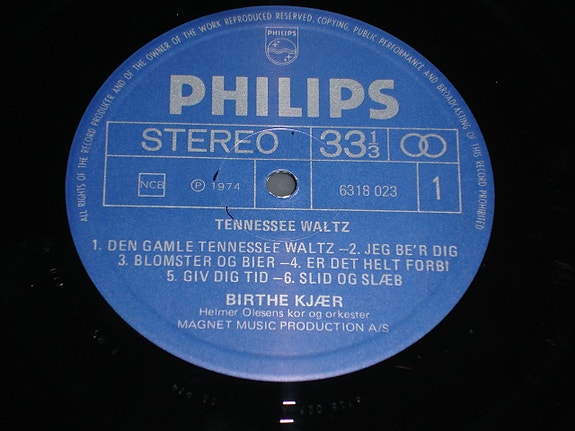 ALL RIGHTS OF THE RECORD PRODUCER AND OF THE OWNER OF THE WORK REPRODUCED RESERVED. COPYING, PUBLIC PERFORMANCE AND BROADCASTING OF THIS RECORD PROHIBITED
PHILIPS
PHILIPS
STEREO 33 1/3
NCB Ⓟ 1974 6318 023 1
TENNESSEE WALTZ
1. DEN GAMLE TENNESSEE WALTZ – 2. JEG BE'R DIG
3. BLOMSTER OG BIER – 4. ER DET HELT FORBI
5. GIV DIG TID – 6. SLID OG SLÆB
BIRTHE KJÆR
Helmer Olesens kor og orkester
MAGNET MUSIC PRODUCTION A/S